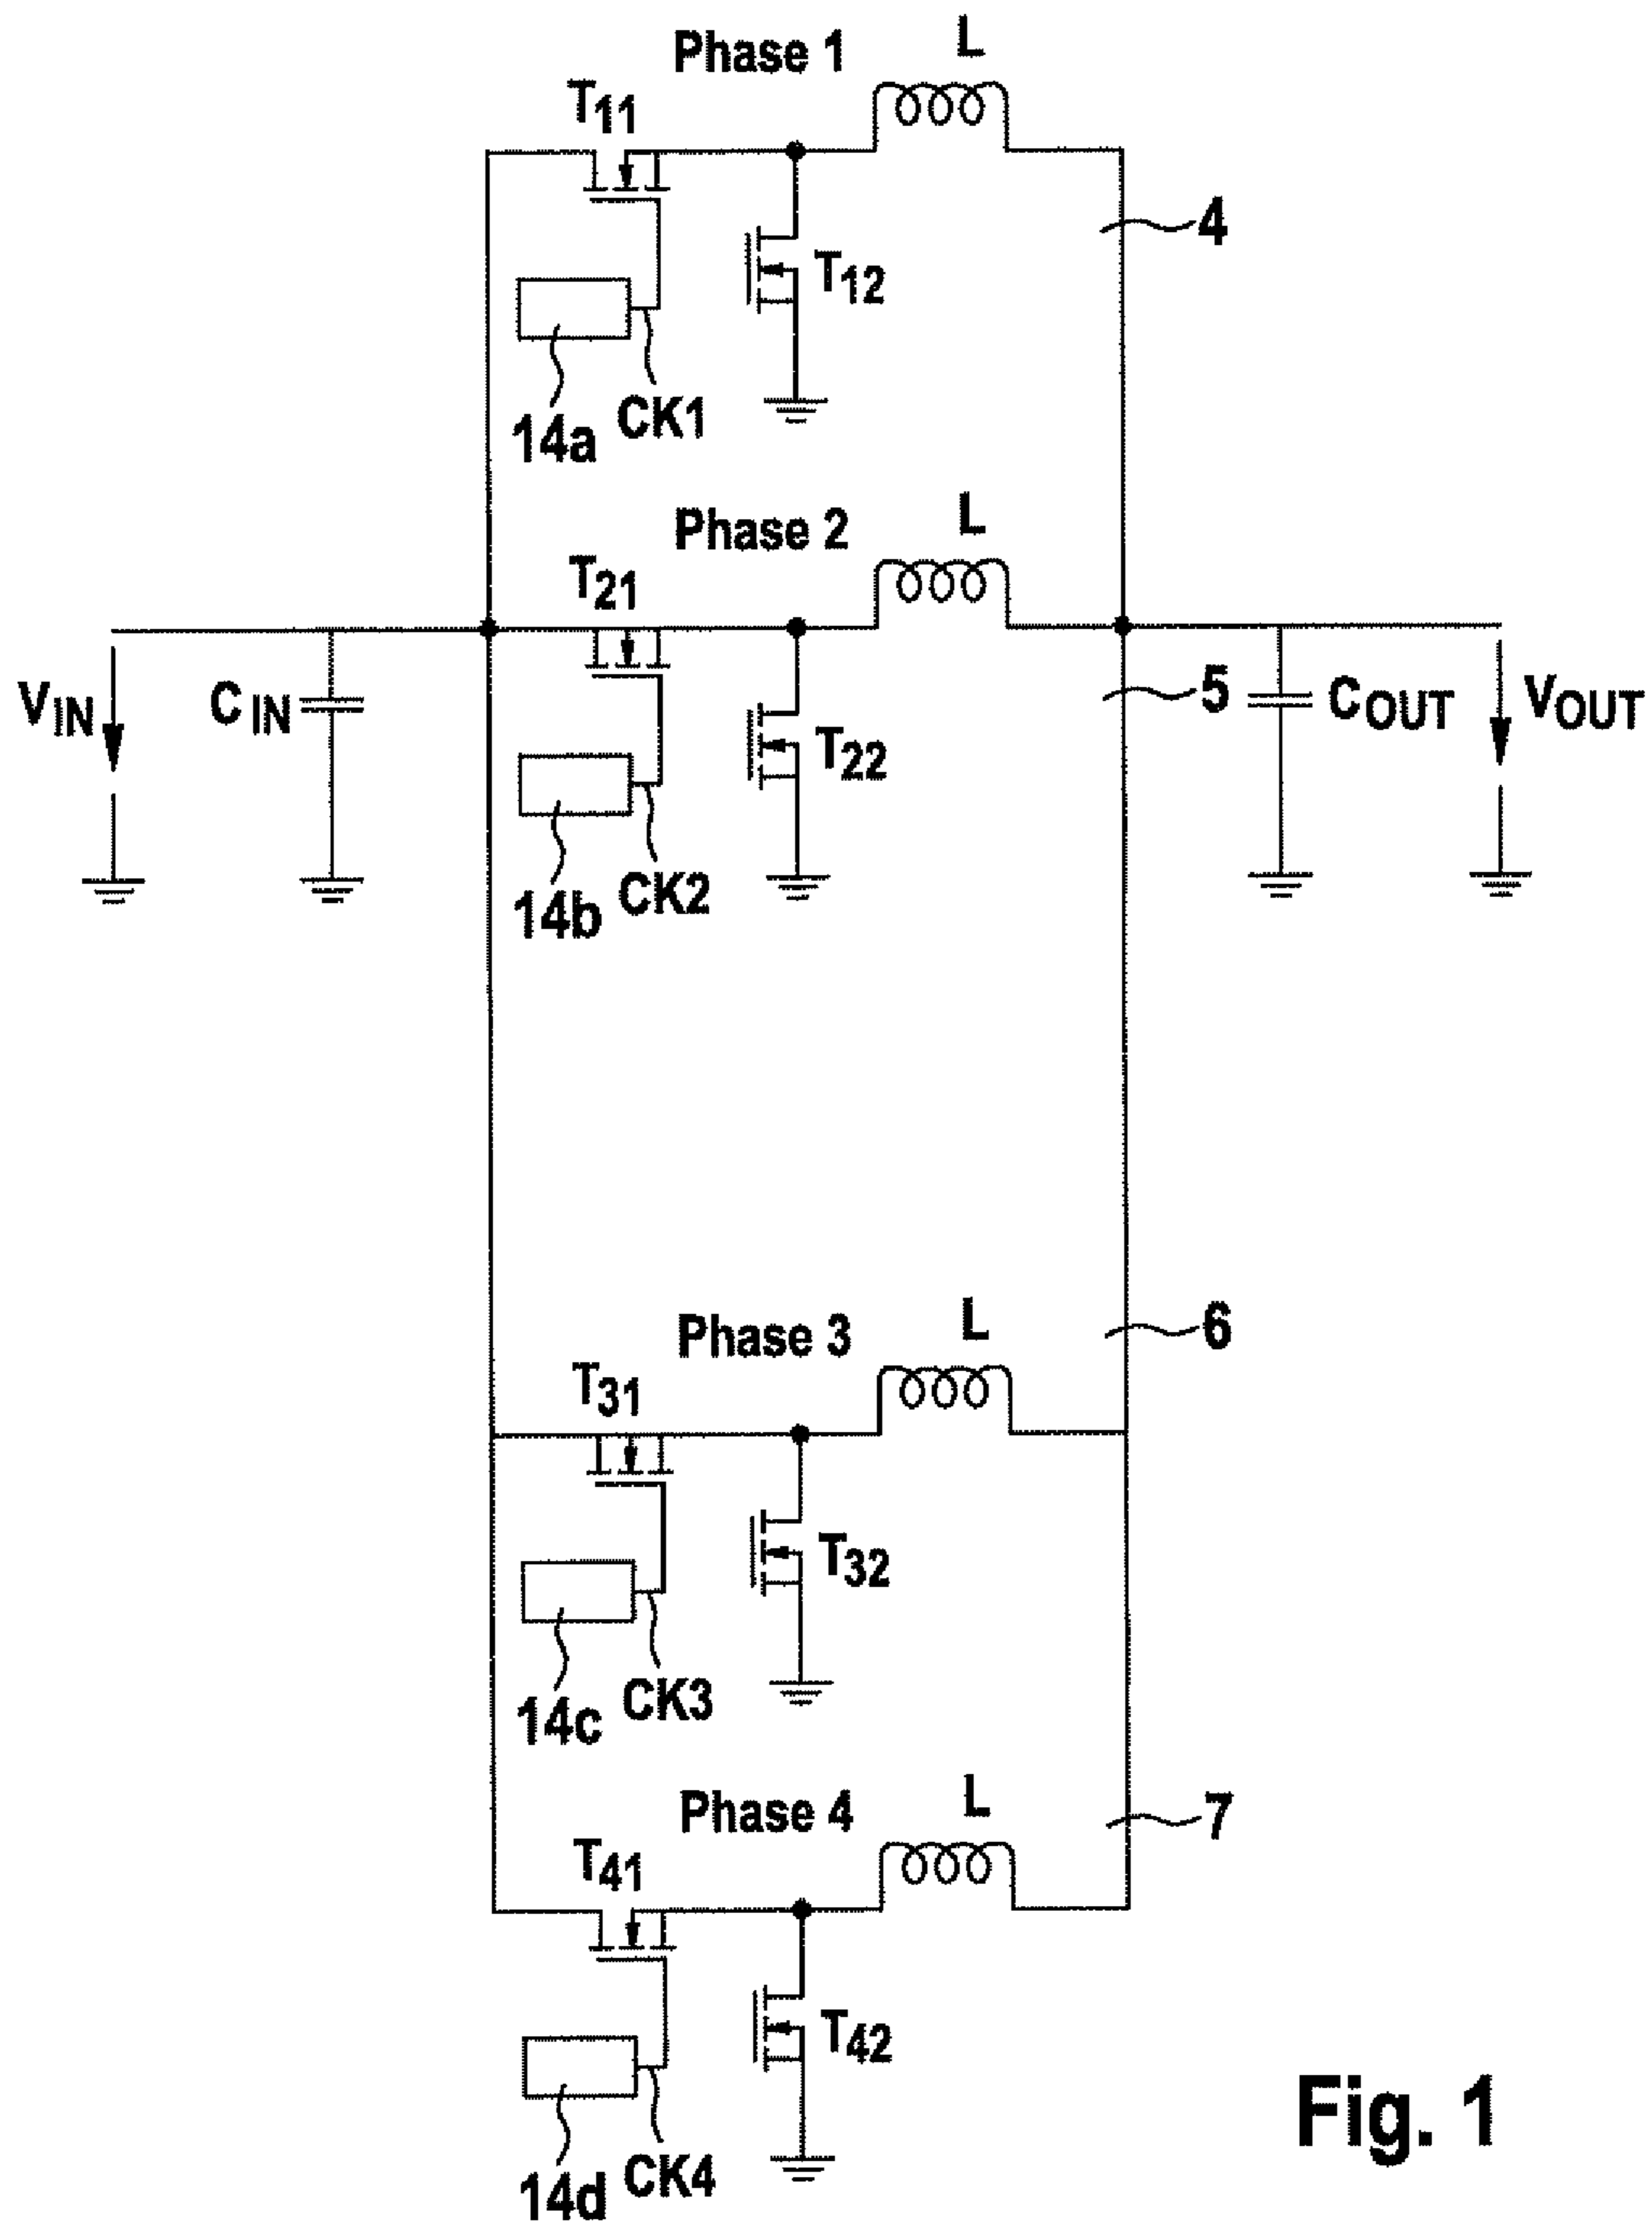 Phase 1
L
T11
4
T12
CK1
14a
Phase 2
L
T21
VIN
CIN
5
COUT
VOUT
T22
CK2
14b
Phase 3
L
6
T31
T32
CK3
14c
Phase 4
L
7
T41
T42
CK4
14d
Fig. 1